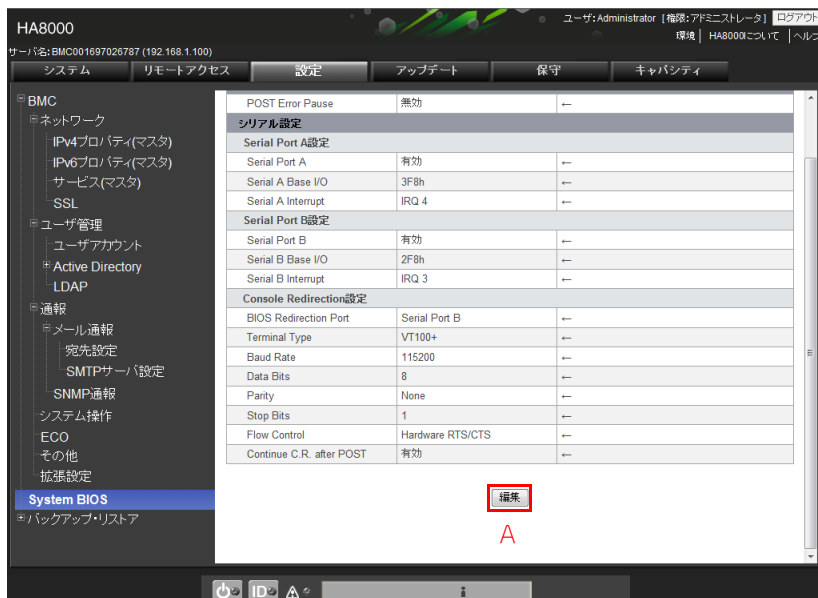 HA8000
ユーザ:Administrator [権限:アドミニストレータ] ログアウト
環境 | HA8000について | ヘルプ
サーバ名:BMC001697026787 (192.168.1.100)
システム リモートアクセス 設定 アップデート 保守 キャパシティ
BMC
ネットワーク
IPv4プロパティ(マスタ)
IPv6プロパティ(マスタ)
サービス(マスタ)
SSL
ユーザ管理
ユーザアカウント
Active Directory
LDAP
通報
メール通報
宛先設定
SMTPサーバ設定
SNMP通報
システム操作
ECO
その他
拡張設定
System BIOS
バックアップ・リストア
POST Error Pause 無効 ←
シリアル設定
Serial Port A設定
Serial Port A 有効 ←
Serial A Base I/O 3F8h ←
Serial A Interrupt IRQ 4 ←
Serial Port B設定
Serial Port B 有効 ←
Serial B Base I/O 2F8h ←
Serial B Interrupt IRQ 3 ←
Console Redirection設定
BIOS Redirection Port Serial Port B ←
Terminal Type VT100+ ←
Baud Rate 115200 ←
Data Bits 8 ←
Parity None ←
Stop Bits 1 ←
Flow Control Hardware RTS/CTS ←
Continue C.R. after POST 有効 ←
編集
A
ID